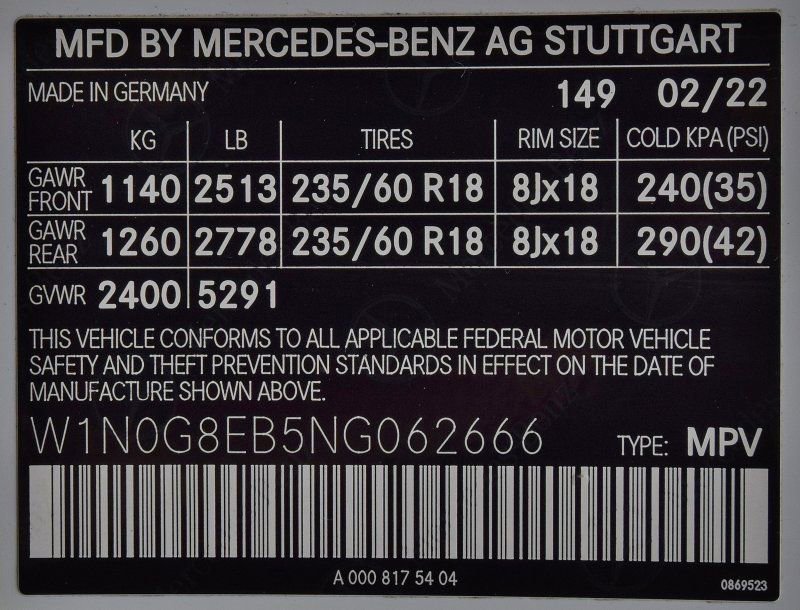 MFD BY MERCEDES-BENZ AG STUTTGART
MADE IN GERMANY 149 02/22
KG LB TIRES RIM SIZE COLD KPA (PSI)
GAWR FRONT 1140 2513 235/60 R18 8Jx18 240(35)
GAWR REAR 1260 2778 235/60 R18 8Jx18 290(42)
GVWR 2400 5291
THIS VEHICLE CONFORMS TO ALL APPLICABLE FEDERAL MOTOR VEHICLE
SAFETY AND THEFT PREVENTION STANDARDS IN EFFECT ON THE DATE OF
MANUFACTURE SHOWN ABOVE.
W1N0G8EB5NG062666 TYPE: MPV
A 000 817 54 04 0869523